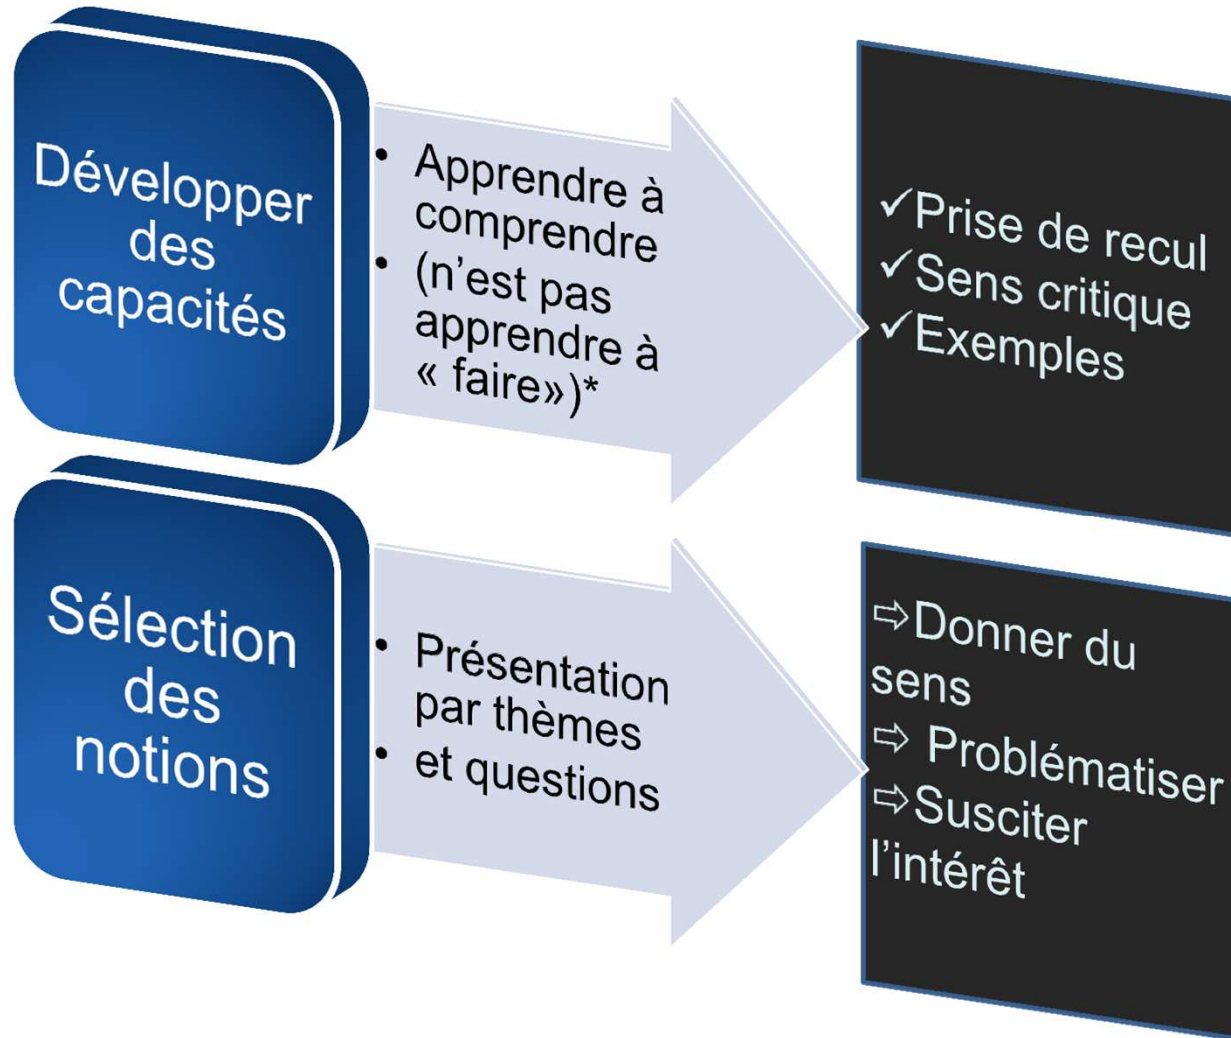 Développer
des
capacités
• Apprendre à
comprendre
• (n'est pas
apprendre à
« faire»)*
✓Prise de recul
✓Sens critique
✓Exemples
Sélection
des
notions
• Présentation
par thèmes
• et questions
⇨Donner du
sens
⇨ Problématiser
⇨Susciter
l'intérêt